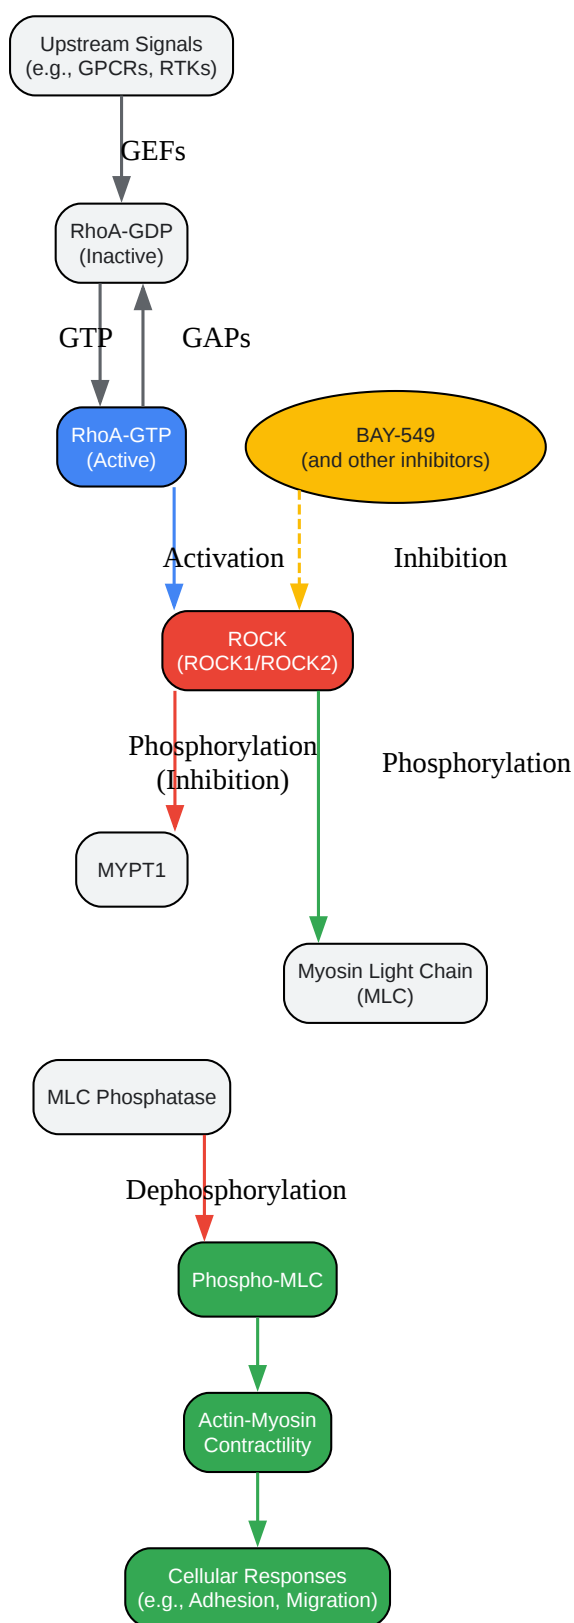 Upstream Signals
(e.g., GPCRs, RTKs)
GEFs
RhoA-GDP
(Inactive)
GTP
GAPs
RhoA-GTP
(Active)
BAY-549
(and other inhibitors)
Activation
Inhibition
ROCK
(ROCK1/ROCK2)
Phosphorylation
(Inhibition)
Phosphorylation
MYPT1
Myosin Light Chain
(MLC)
MLC Phosphatase
Dephosphorylation
Phospho-MLC
Actin-Myosin
Contractility
Cellular Responses
(e.g., Adhesion, Migration)